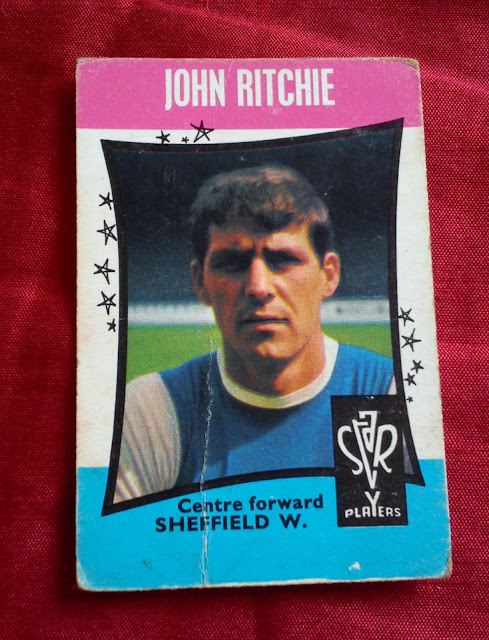 JOHN RITCHIE
Centre forward
SHEFFIELD W.
STAR
PLAYERS